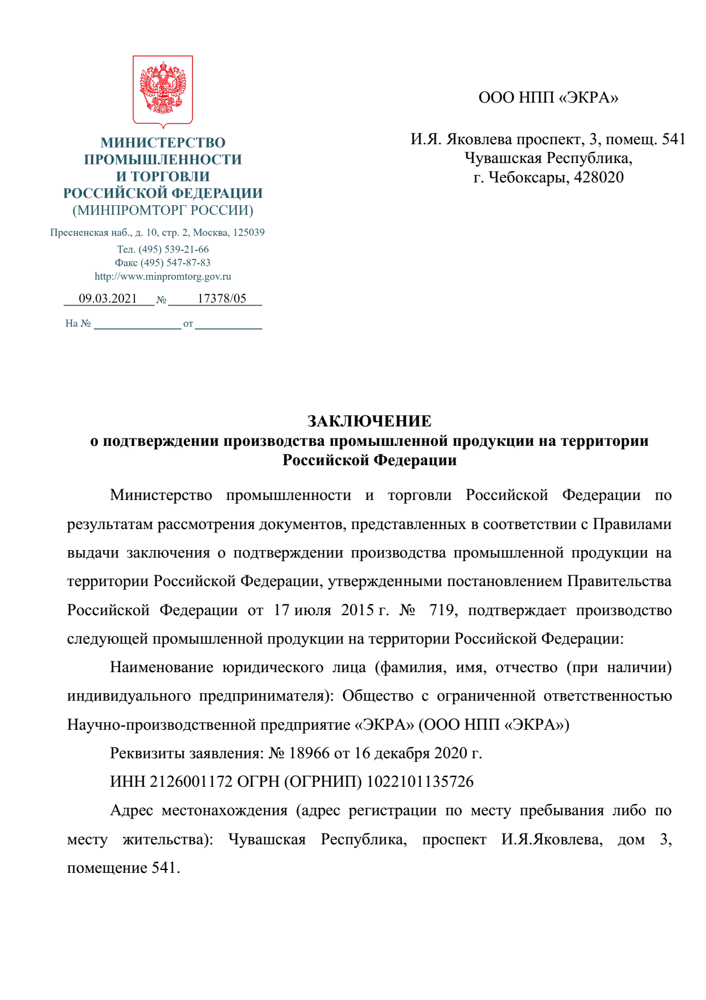 МИНИСТЕРСТВО
ПРОМЫШЛЕННОСТИ
И ТОРГОВЛИ
РОССИЙСКОЙ ФЕДЕРАЦИИ
(МИНПРОМТОРГ РОССИИ)
Пресненская наб., д. 10, стр. 2, Москва, 125039
Тел. (495) 539-21-66
Факс (495) 547-87-83
http://www.minpromtorg.gov.ru
09.03.2021 № 17378/05
На № от
ООО НПП «ЭКРА»
И.Я. Яковлева проспект, 3, помещ. 541
Чувашская Республика,
г. Чебоксары, 428020
ЗАКЛЮЧЕНИЕ
о подтверждении производства промышленной продукции на территории
Российской Федерации
Министерство промышленности и торговли Российской Федерации по
результатам рассмотрения документов, представленных в соответствии с Правилами
выдачи заключения о подтверждении производства промышленной продукции на
территории Российской Федерации, утвержденными постановлением Правительства
Российской Федерации от 17 июля 2015 г. № 719, подтверждает производство
следующей промышленной продукции на территории Российской Федерации:
Наименование юридического лица (фамилия, имя, отчество (при наличии)
индивидуального предпринимателя): Общество с ограниченной ответственностью
Научно-производственной предприятие «ЭКРА» (ООО НПП «ЭКРА»)
Реквизиты заявления: № 18966 от 16 декабря 2020 г.
ИНН 2126001172 ОГРН (ОГРНИП) 1022101135726
Адрес местонахождения (адрес регистрации по месту пребывания либо по
месту жительства): Чувашская Республика, проспект И.Я.Яковлева, дом 3,
помещение 541.